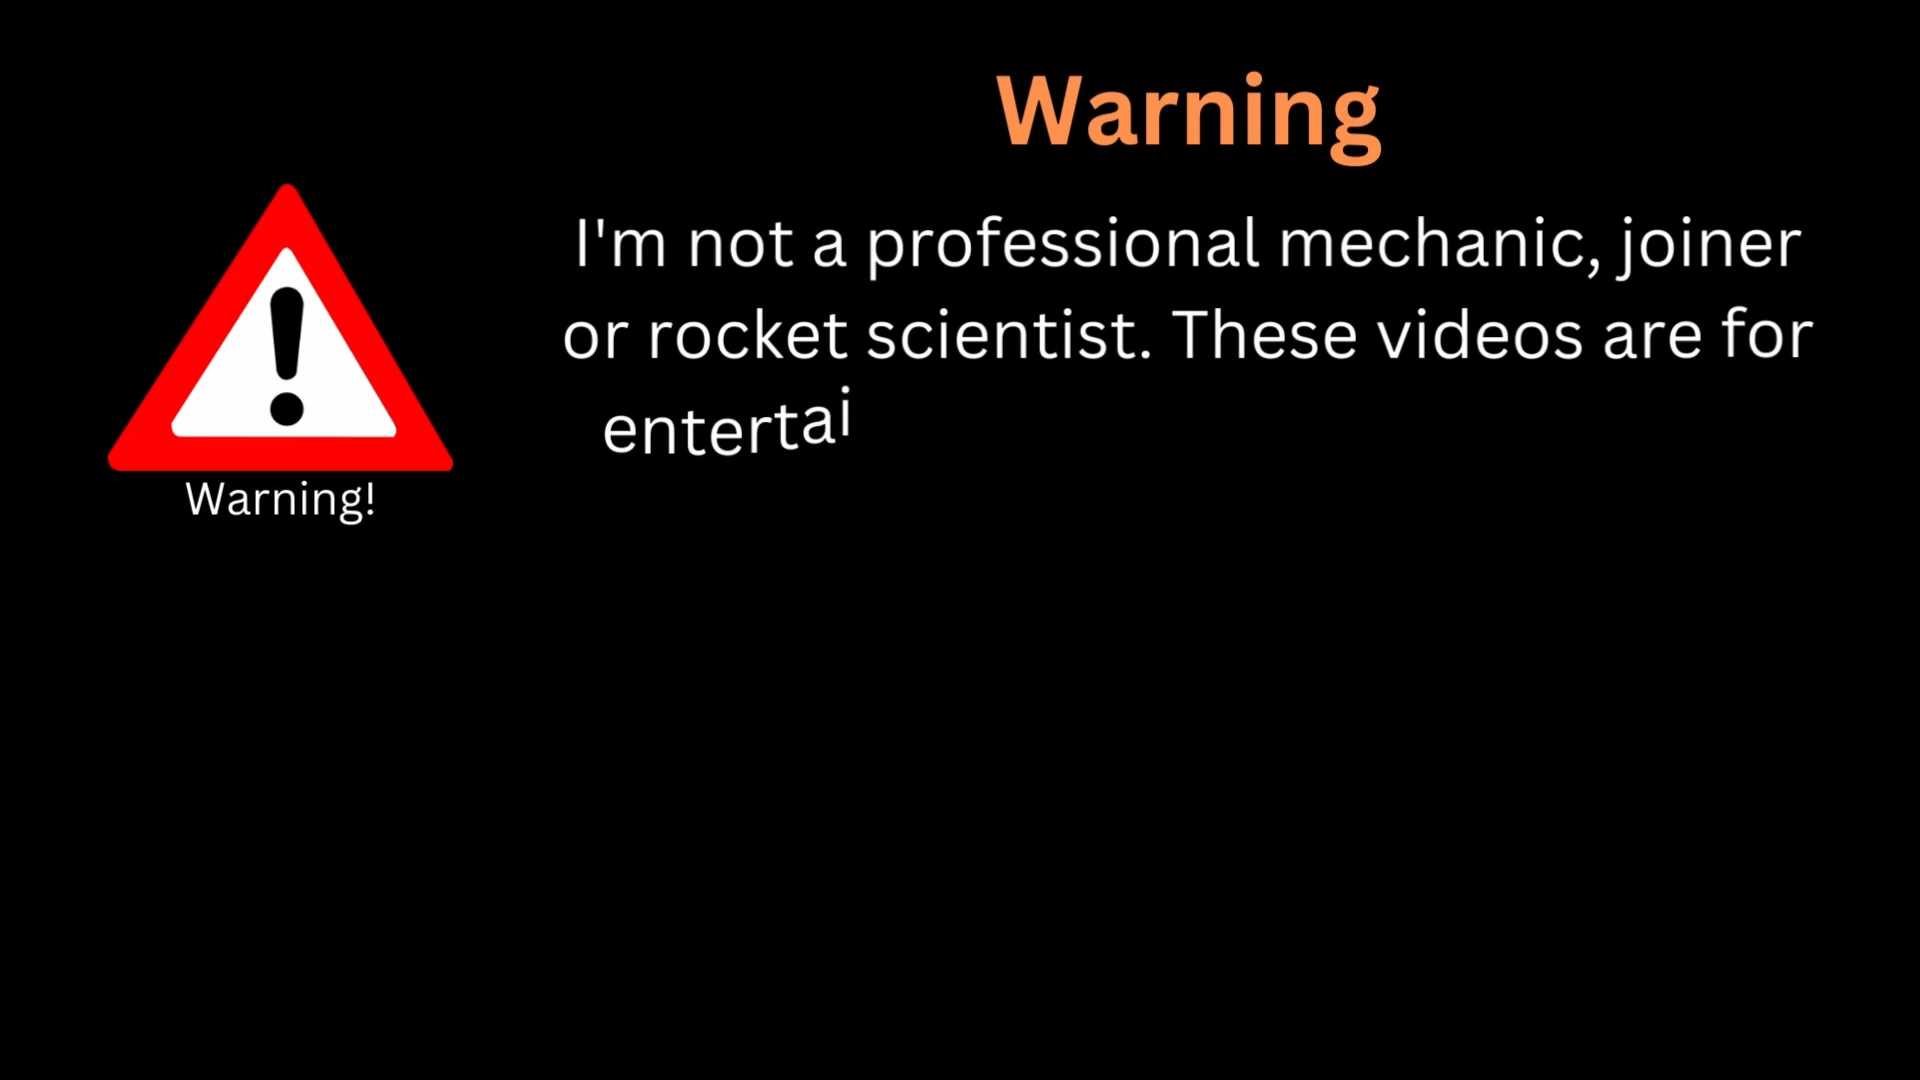 Warning
I'm not a professional mechanic, joiner
or rocket scientist. These videos are for
entertai
Warning!